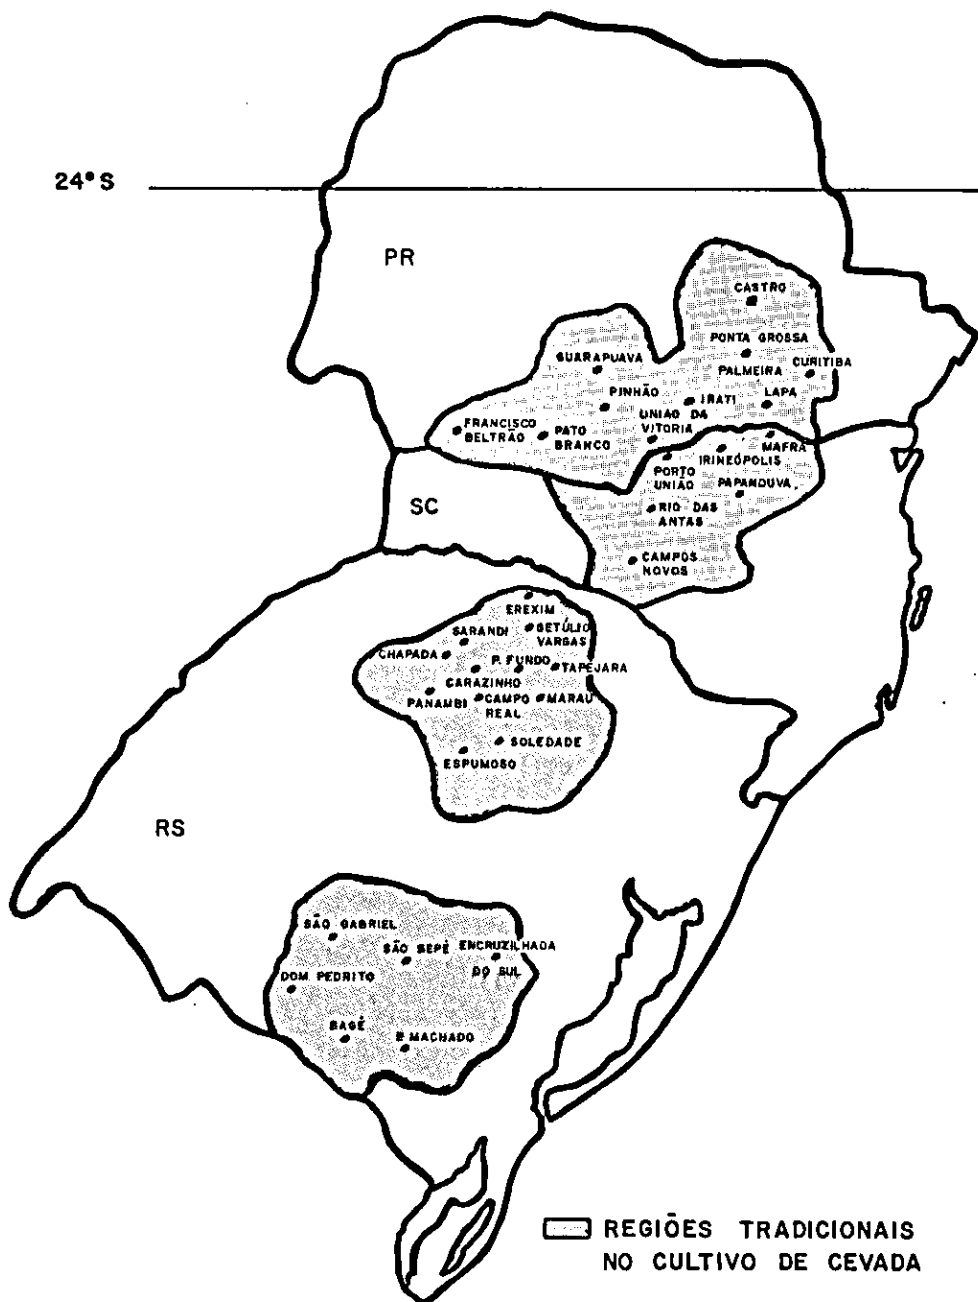 24° S
PR
CASTRO
PONTA GROSSA
GUARAPUAVA
PALMEIRA
CURITIBA
PINHÃO
IRATI
LAPA
UNIÃO DA
VITORIA
FRANCISCO
BELTRÃO
PATO
BRANCO
MAFRA
IRINEÓPOLIS
PORTO
UNIÃO
PAPANDUVA
SC
RIO DAS
ANTAS
CAMPOS
NOVOS
EREXIM
GETÚLIO
VARGAS
SARANDI
CHAPADA
P. FUNDO
TAPEJARA
CARAZINHO
PANAMBI
CAMPO
REAL
MARAU
SOLEDADE
ESPUMOSO
RS
SÃO GABRIEL
SÃO SEPÉ
ENCRUZILHADA
DO SUL
DOM PEDRITO
BAGÉ
P MACHADO
REGIÕES TRADICIONAIS
NO CULTIVO DE CEVADA